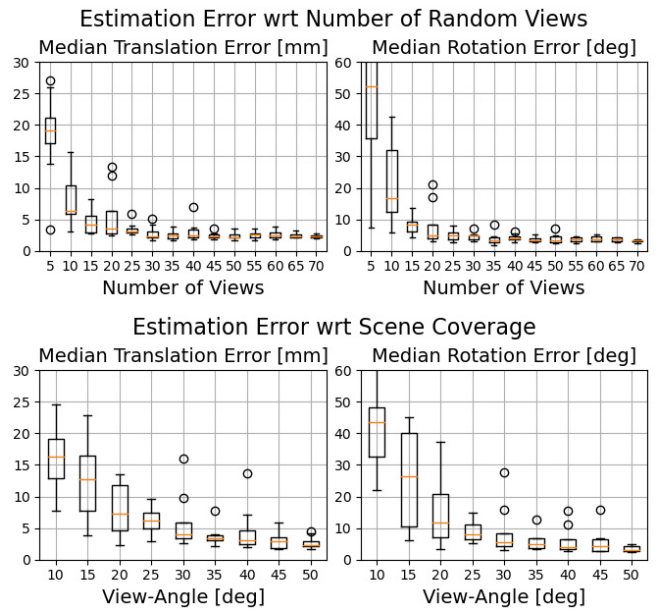 Estimation Error wrt Number of Random Views
Median Translation Error [mm] Median Rotation Error [deg]
30 60
25 50
20 40
15 30
10 20
5 10
0 0
5 10 15 20 25 30 35 40 45 50 55 60 65 70 5 10 15 20 25 30 35 40 45 50 55 60 65 70
Number of Views Number of Views
Estimation Error wrt Scene Coverage
Median Translation Error [mm] Median Rotation Error [deg]
30 60
25 50
20 40
15 30
10 20
5 10
0 0
10 15 20 25 30 35 40 45 50 10 15 20 25 30 35 40 45 50
View-Angle [deg] View-Angle [deg]